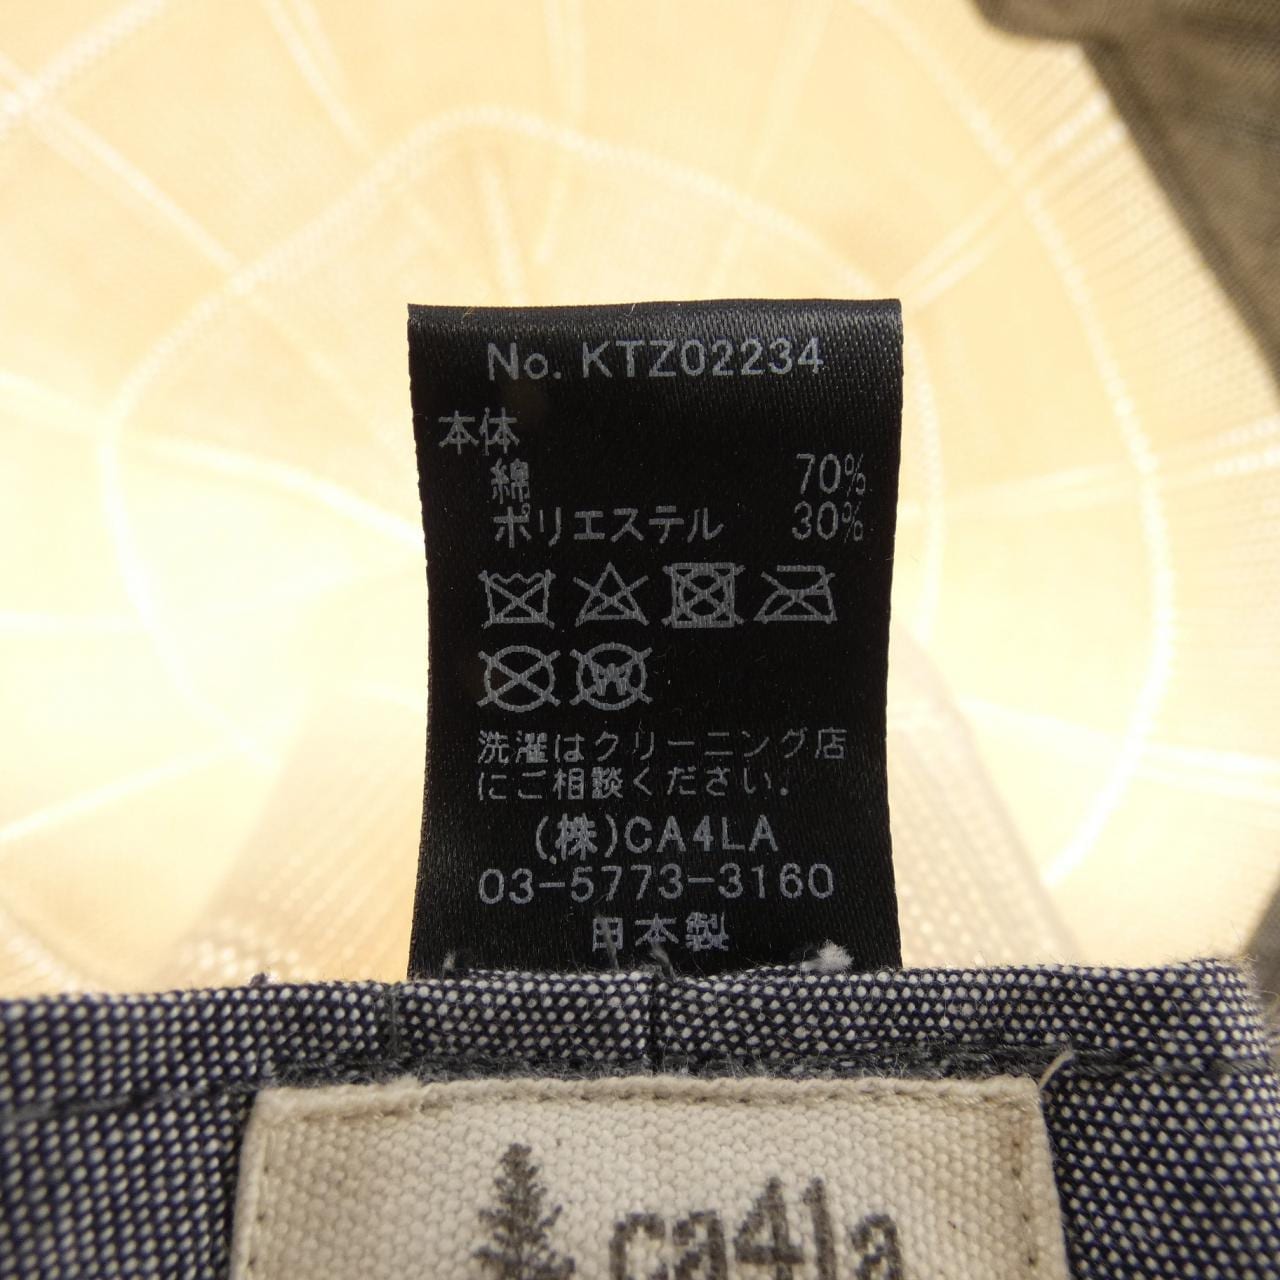 No. KTZ02234
本体
綿 70%
ポリエステル 30%
W
洗濯はクリーニング店
にご相談ください.
(株)CA4LA
03-5773-3160
日本製
ca4la